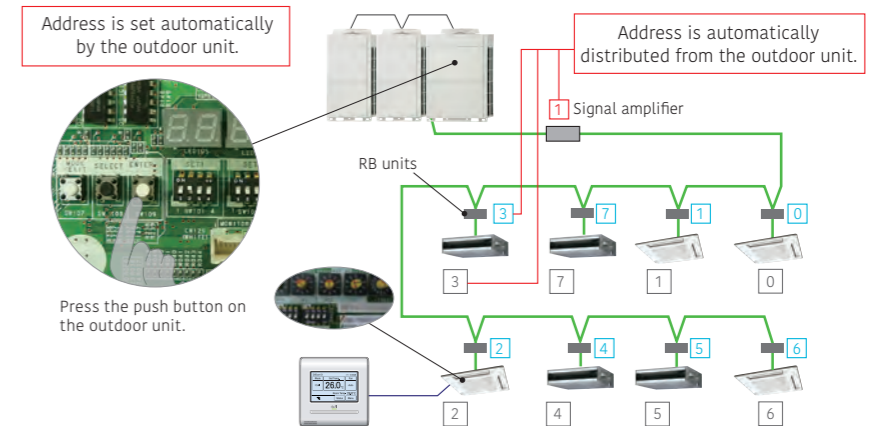 Address is set automatically
by the outdoor unit.
Address is automatically
distributed from the outdoor unit.
1 Signal amplifier
RB units
SELECT
ENTER
3
7
1
0
3
7
1
0
Press the push button on
the outdoor unit.
2
4
5
6
26.0
2
4
5
6